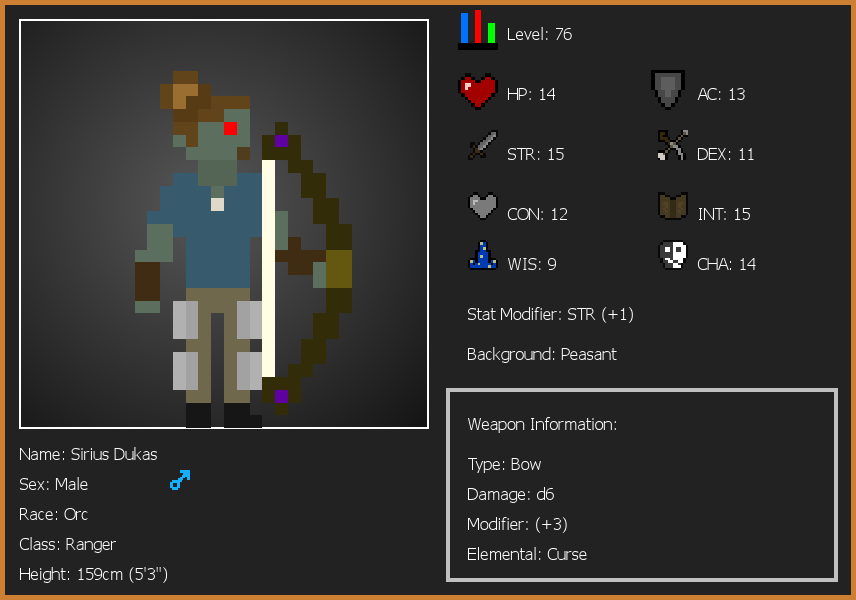 Level: 76
HP: 14
AC: 13
STR: 15
DEX: 11
CON: 12
INT: 15
WIS: 9
CHA: 14
Stat Modifier: STR (+1)
Background: Peasant
Weapon Information:
Type: Bow
Damage: d6
Modifier: (+3)
Elemental: Curse
Name: Sirius Dukas
Sex: Male
Race: Orc
Class: Ranger
Height: 159cm (5'3")